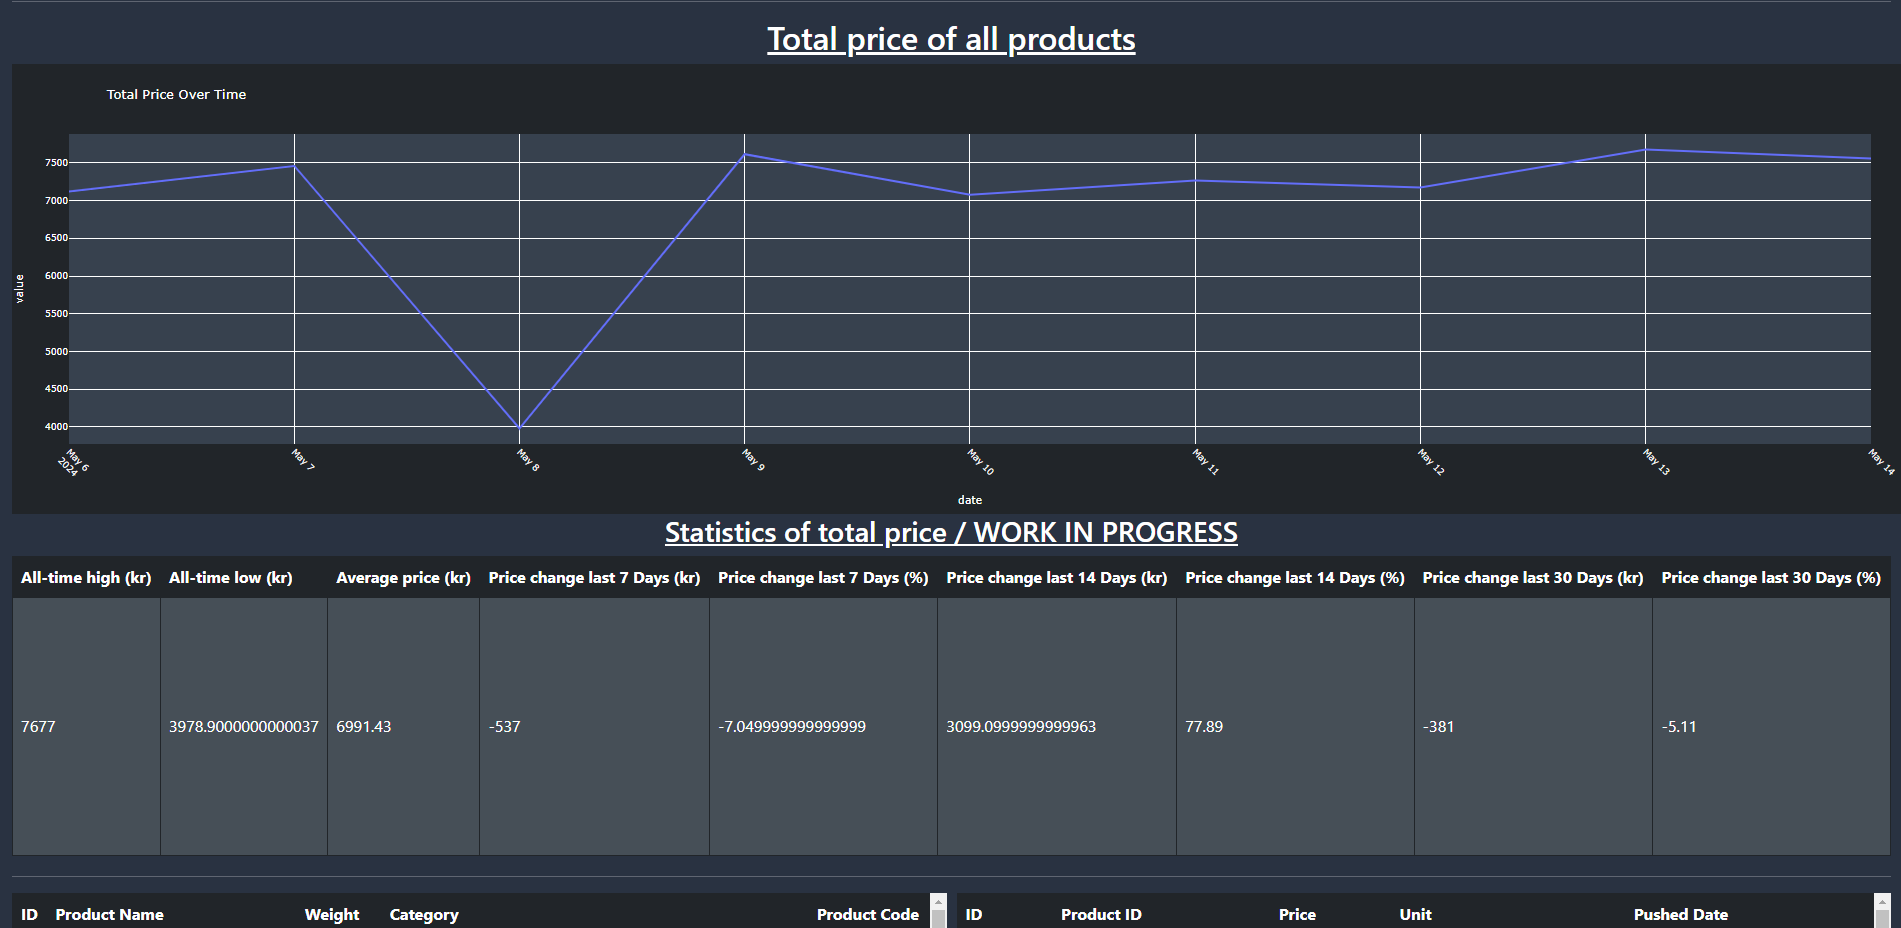 Total price of all products
Total Price Over Time
7500
7000
6500
6000
5500
5000
4500
4000
value
May 6
2024
May 7
May 8
May 9
May 10
May 11
May 12
May 13
May 14
date
Statistics of total price / WORK IN PROGRESS
All-time high (kr) All-time low (kr) Average price (kr) Price change last 7 Days (kr) Price change last 7 Days (%) Price change last 14 Days (kr) Price change last 14 Days (%) Price change last 30 Days (kr) Price change last 30 Days (%)
7677 3978.9000000000037 6991.43 -537 -7.049999999999999 3099.0999999999963 77.89 -381 -5.11
ID Product Name Weight Category Product Code
ID Product ID Price Unit Pushed Date